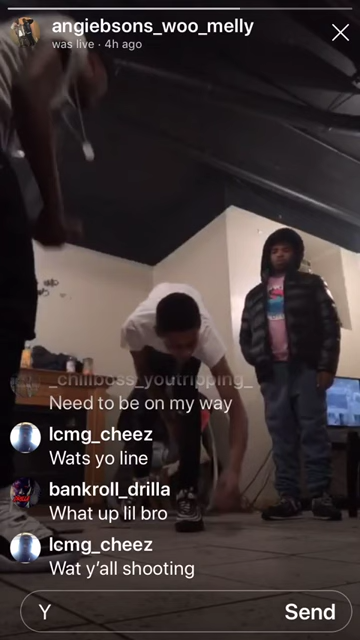 angiebsons_woo_melly
was live · 4h ago
_chillboss_youtripping_
Need to be on my way
lcmg_cheez
Wats yo line
bankroll_drilla
What up lil bro
lcmg_cheez
Wat y'all shooting
Y
Send